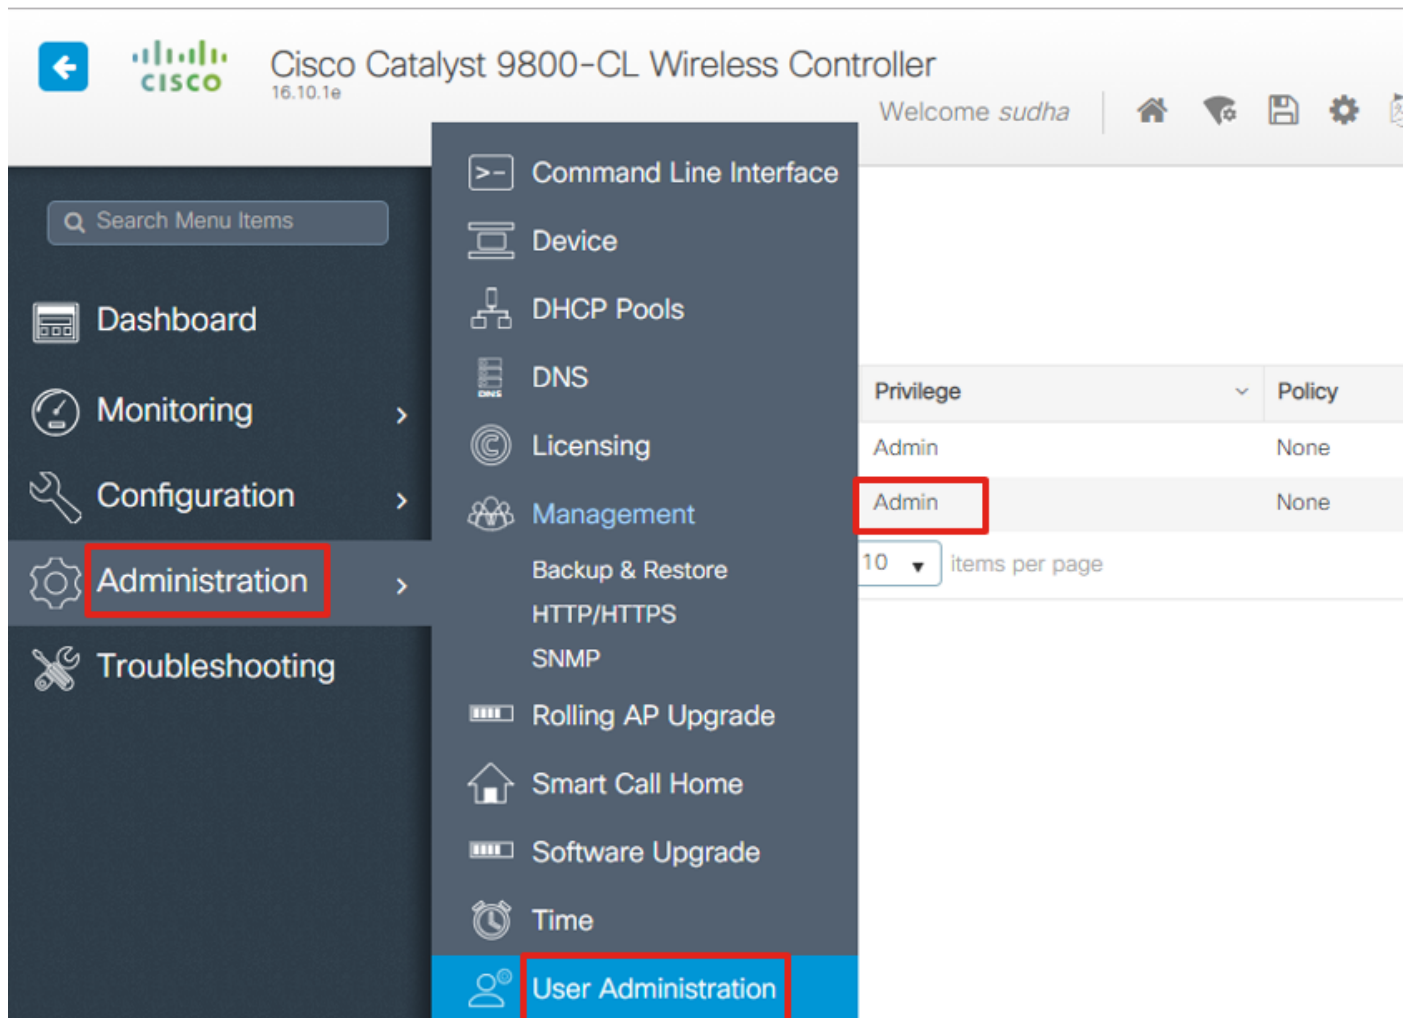 CISCO
Cisco Catalyst 9800-CL Wireless Controller
16.10.1e
Welcome sudha
Search Menu Items
Dashboard
Monitoring
Configuration
Administration
Troubleshooting
Command Line Interface
Device
DHCP Pools
DNS
DNS
Licensing
Management
Backup & Restore
HTTP/HTTPS
SNMP
Rolling AP Upgrade
Smart Call Home
Software Upgrade
Time
User Administration
Privilege Policy
Admin None
Admin None
10 items per page